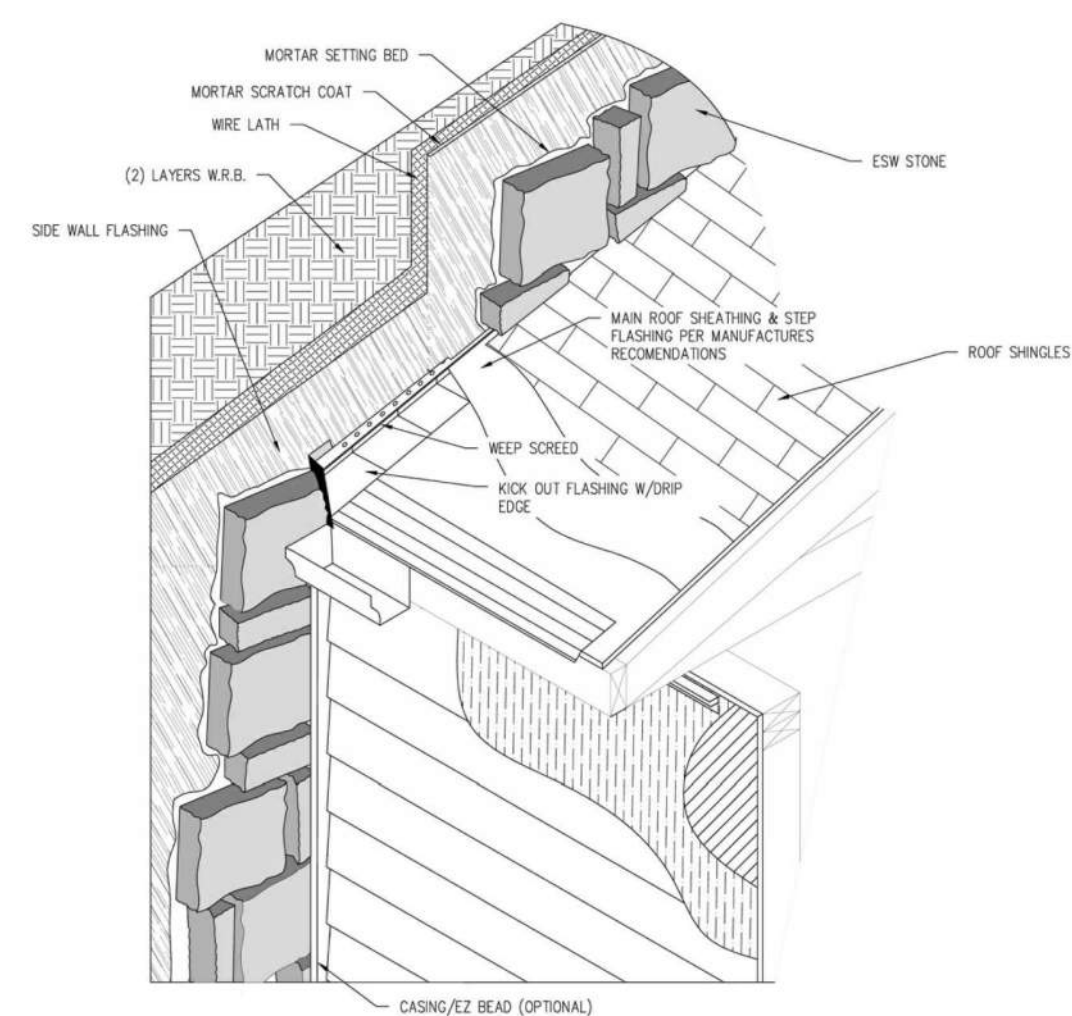 MORTAR SETTING BED
MORTAR SCRATCH COAT
WIRE LATH
(2) LAYERS W.R.B.
SIDE WALL FLASHING
ESW STONE
MAIN ROOF SHEATHING & STEP
FLASHING PER MANUFACTURES
RECOMENDATIONS
ROOF SHINGLES
WEEP SCREED
KICK OUT FLASHING W/DRIP
EDGE
CASING/EZ BEAD (OPTIONAL)